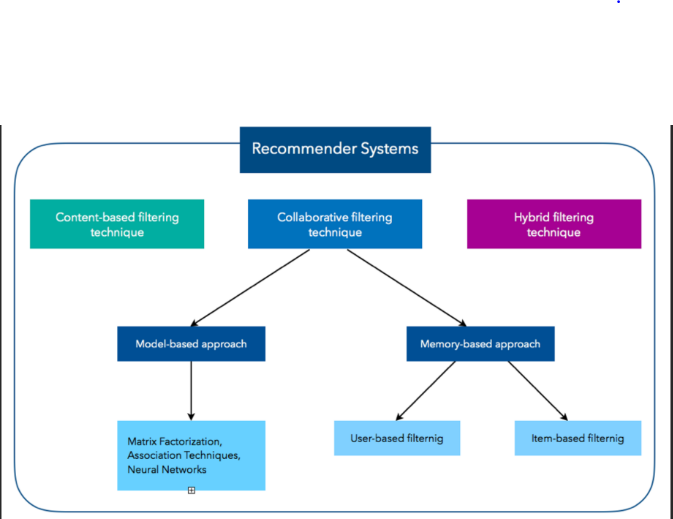 Recommender Systems
Content-based filtering
technique
Collaborative filtering
technique
Hybrid filtering
technique
Model-based approach
Memory-based approach
Matrix Factorization,
Association Techniques,
Neural Networks
User-based filternig
Item-based filternig